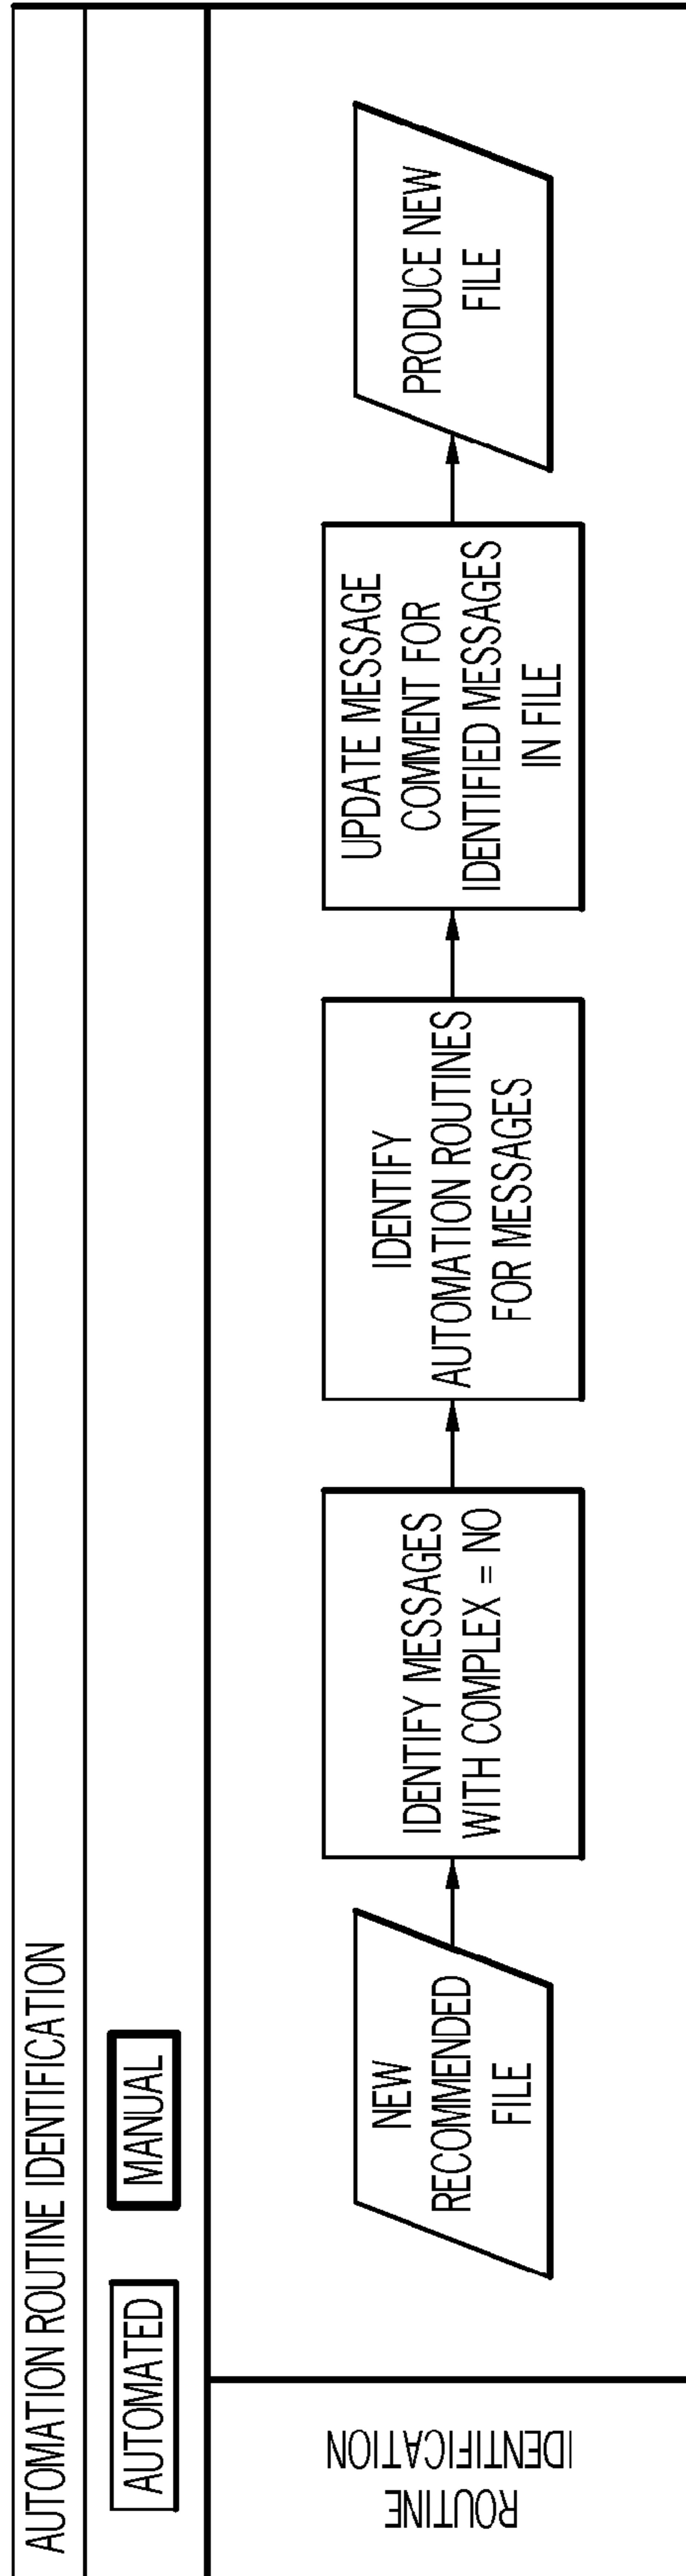 AUTOMATION ROUTINE IDENTIFICATION
AUTOMATED
MANUAL
ROUTINE
IDENTIFICATION
NEW
RECOMMENDED
FILE
IDENTIFY MESSAGES
WITH COMPLEX = NO
IDENTIFY
AUTOMATION ROUTINES
FOR MESSAGES
UPDATE MESSAGE
COMMENT FOR
IDENTIFIED MESSAGES
IN FILE
PRODUCE NEW
FILE